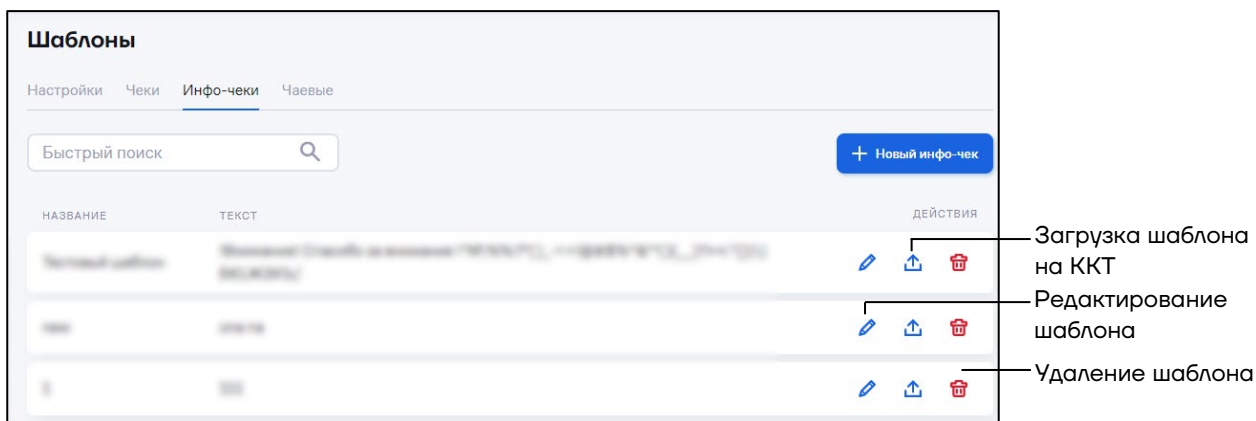 Шаблоны
Настройки Чеки Инфо-чеки Чаевые
Быстрый поиск
+ Новый инфо-чек
НАЗВАНИЕ ТЕКСТ ДЕЙСТВИЯ
Загрузка шаблона
на ККТ
Редактирование
шаблона
Удаление шаблона